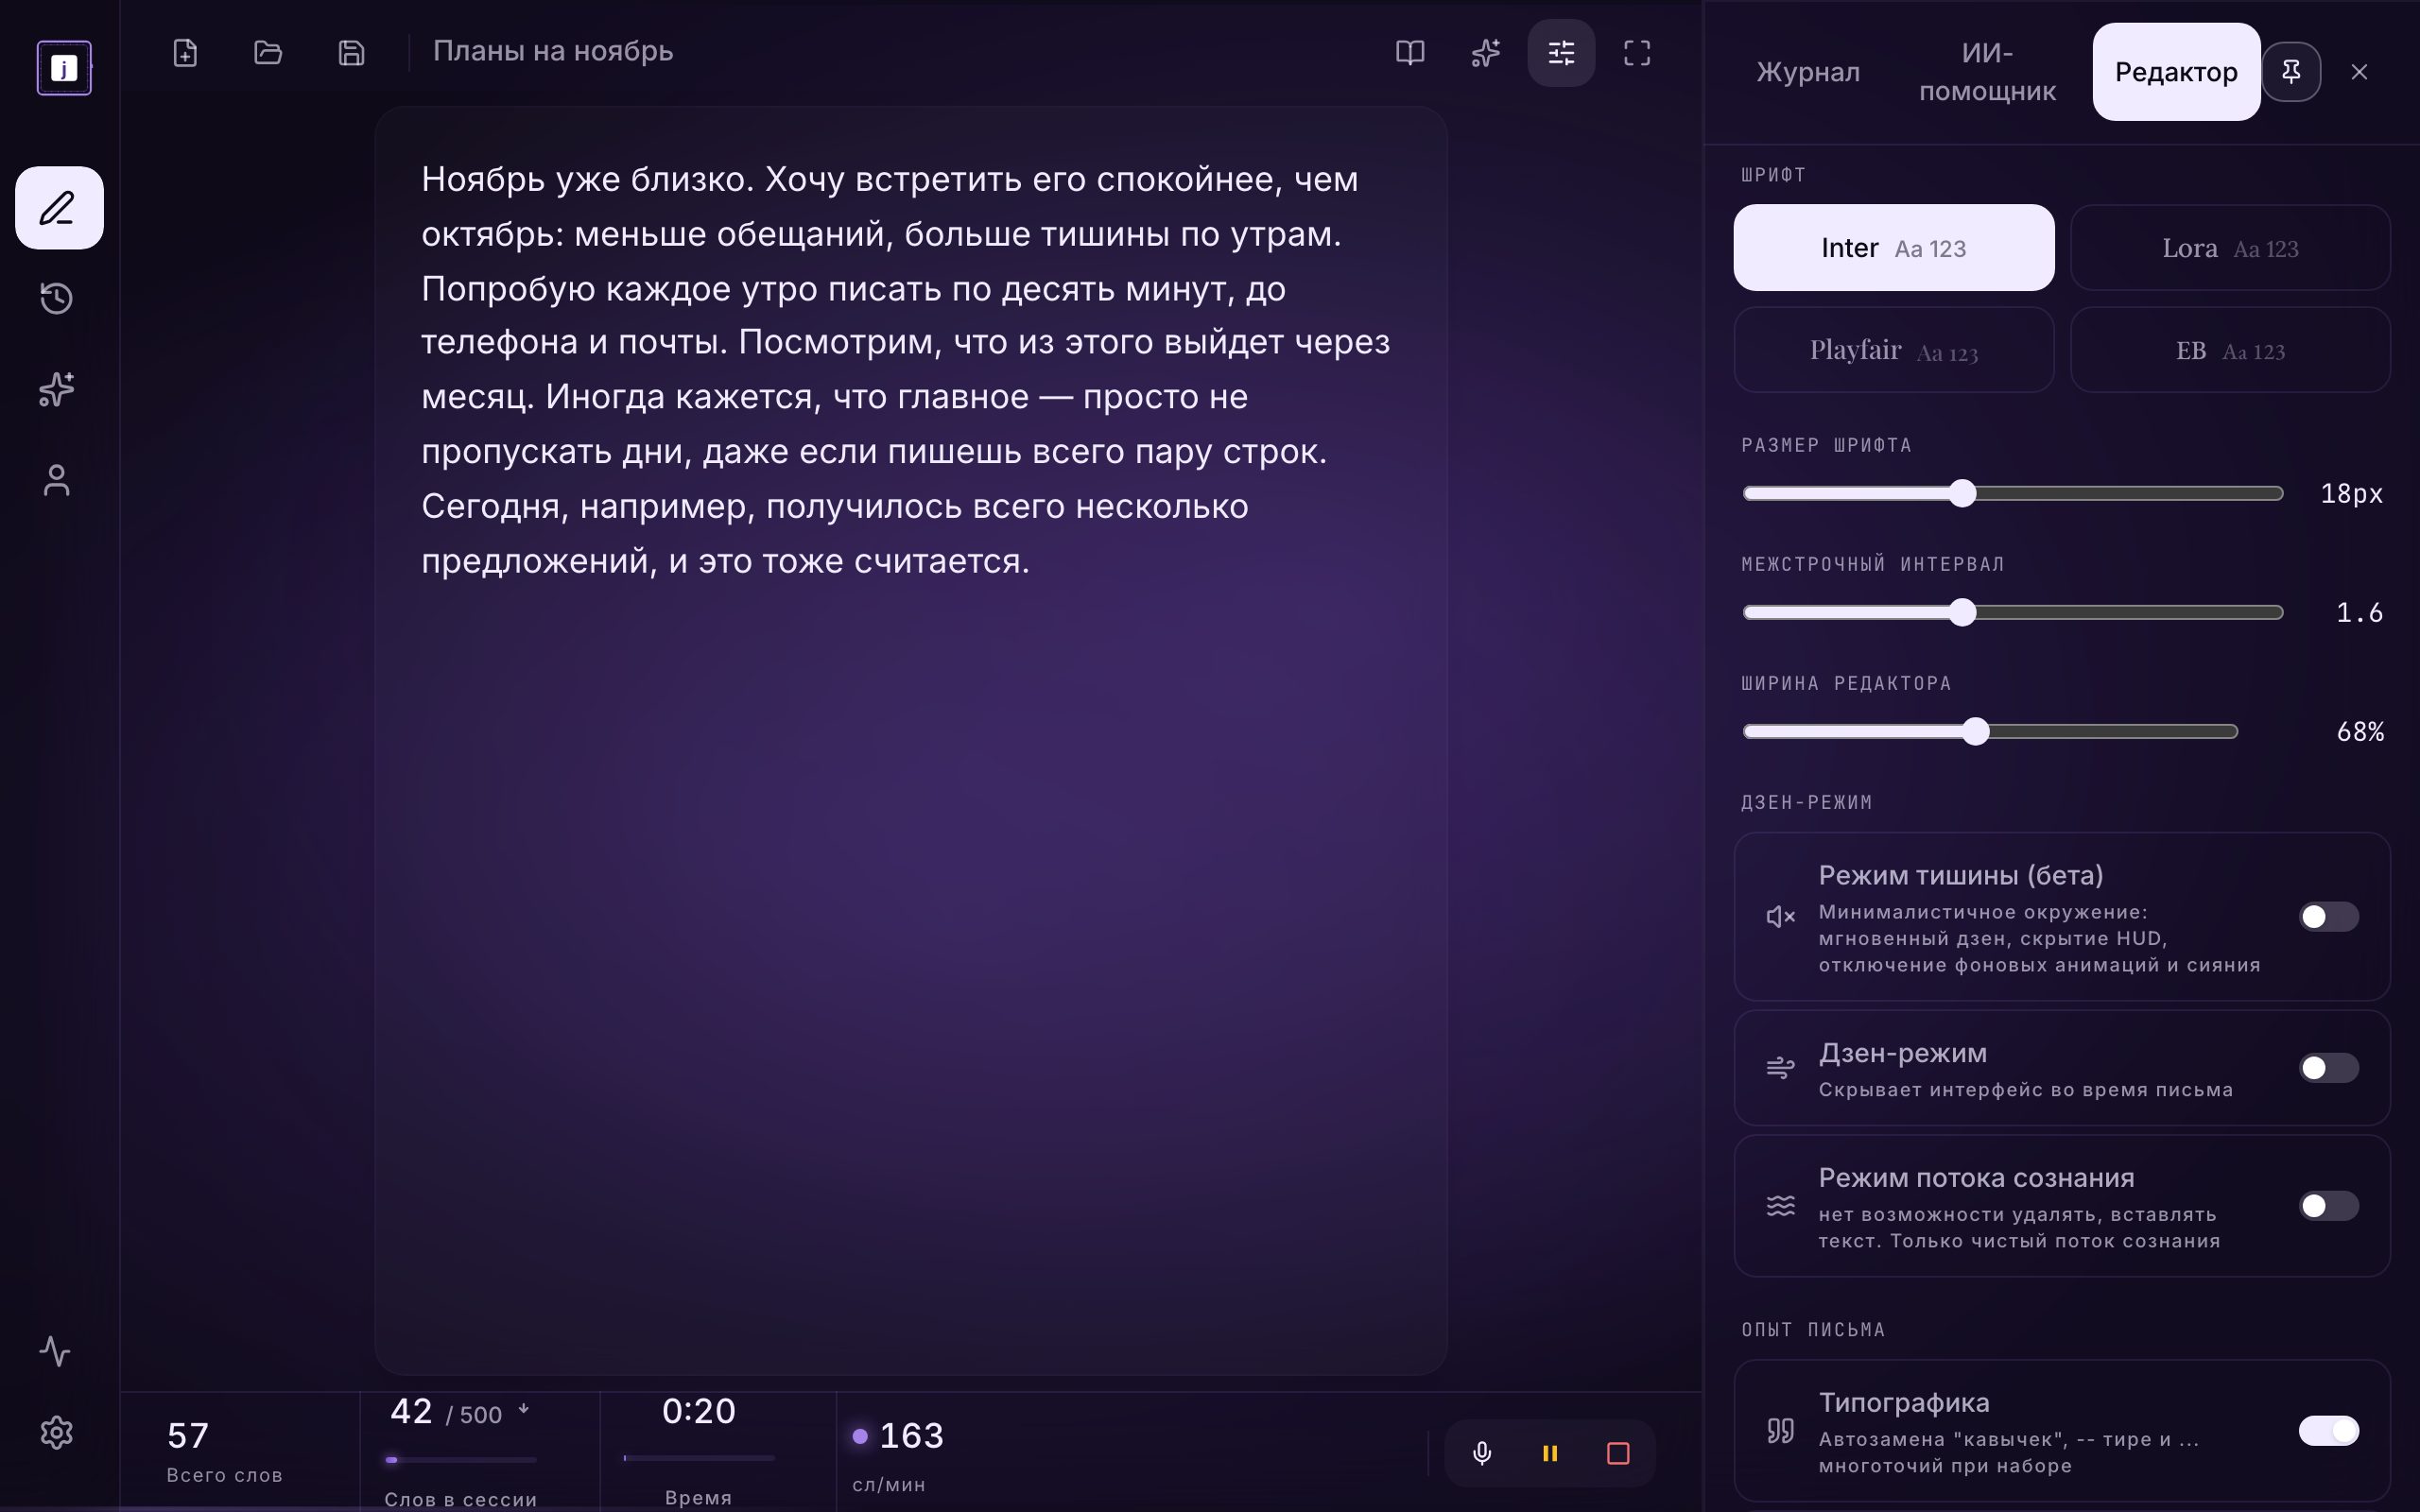 j
Планы на ноябрь
Ноябрь уже близко. Хочу встретить его спокойнее, чем
октябрь: меньше обещаний, больше тишины по утрам.
Попробую каждое утро писать по десять минут, до
телефона и почты. Посмотрим, что из этого выйдет через
месяц. Иногда кажется, что главное — просто не
пропускать дни, даже если пишешь всего пару строк.
Сегодня, например, получилось всего несколько
предложений, и это тоже считается.
57
Всего слов
42 / 500
Слов в сессии
0:20
Время
163
сл/мин
Журнал
ИИ-
помощник
Редактор
ШРИФТ
Inter Aa 123
Lora Aa 123
Playfair Aa 123
EB Aa 123
РАЗМЕР ШРИФТА
18px
МЕЖСТРОЧНЫЙ ИНТЕРВАЛ
1.6
ШИРИНА РЕДАКТОРА
68%
ДЗЕН-РЕЖИМ
Режим тишины (бета)
Минималистичное окружение:
мгновенный дзен, скрытие HUD,
отключение фоновых анимаций и сияния
Дзен-режим
Скрывает интерфейс во время письма
Режим потока сознания
нет возможности удалять, вставлять
текст. Только чистый поток сознания
ОПЫТ ПИСЬМА
Типографика
Автозамена "кавычек", -- тире и ...
многоточий при наборе